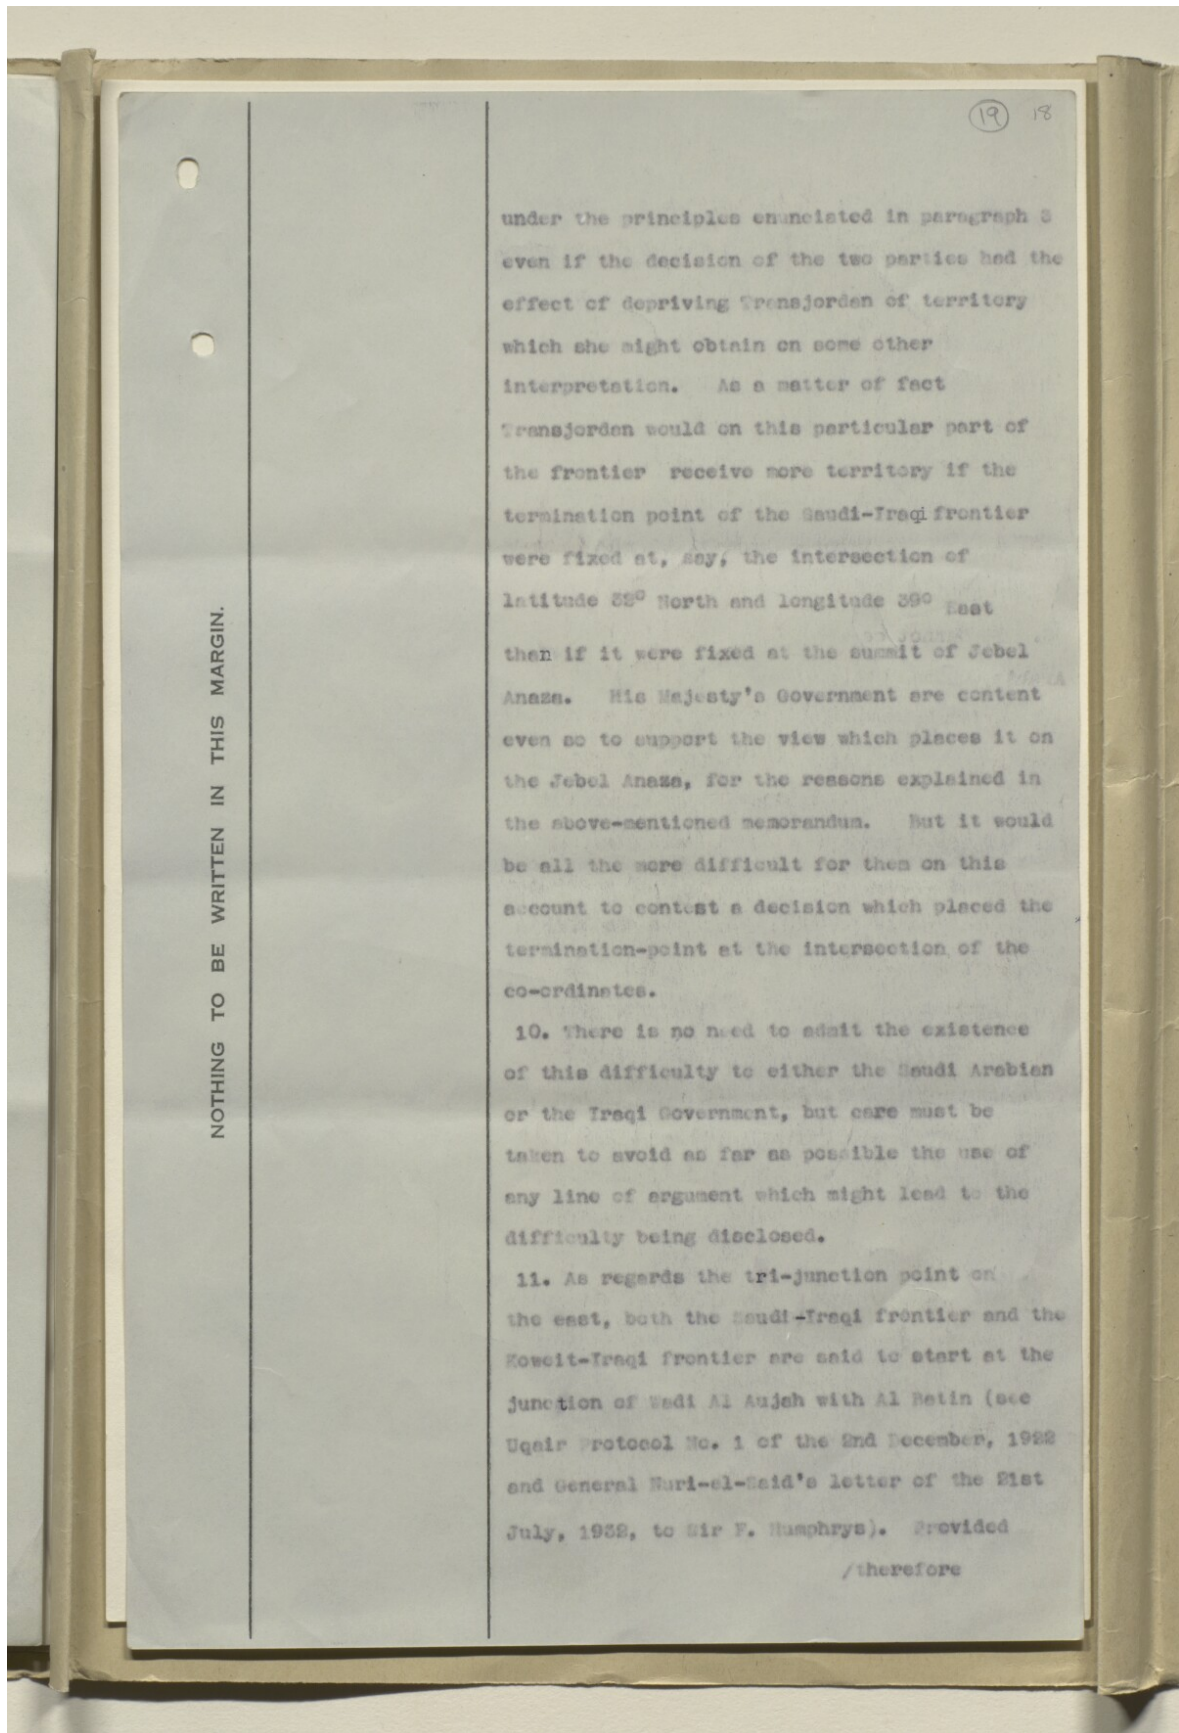 19 18
under the principles enunciated in paragraph 3
even if the decision of the two parties had the
effect of depriving Transjordan of territory
which she might obtain on some other
interpretation. As a matter of fact
Transjordan would on this particular part of
the frontier receive more territory if the
termination point of the Saudi-Iraqi frontier
were fixed at, say, the intersection of
latitude 32º North and longitude 39º East
than if it were fixed at the summit of Jebel
Anaza. His Majesty's Government are content
even so to support the view which places it on
the Jebel Anaza, for the reasons explained in
the above-mentioned memorandum. But it would
be all the more difficult for them on this
account to contest a decision which placed the
termination-point at the intersection of the
co-ordinates.
10. There is no need to admit the existence
of this difficulty to either the Saudi Arabian
or the Iraqi Government, but care must be
taken to avoid as far as possible the use of
any line of argument which might lead to the
difficulty being disclosed.
11. As regards the tri-junction point on
the east, both the Saudi-Iraqi frontier and the
Koweit-Iraqi frontier are said to start at the
junction of Wadi Al Aujah with Al Batin (see
Uqair Protocol No. 1 of the 2nd December, 1922
and General Nuri-el-Said's letter of the 21st
July, 1932, to Sir F. Humphrys). Provided
/therefore
NOTHING TO BE WRITTEN IN THIS MARGIN.